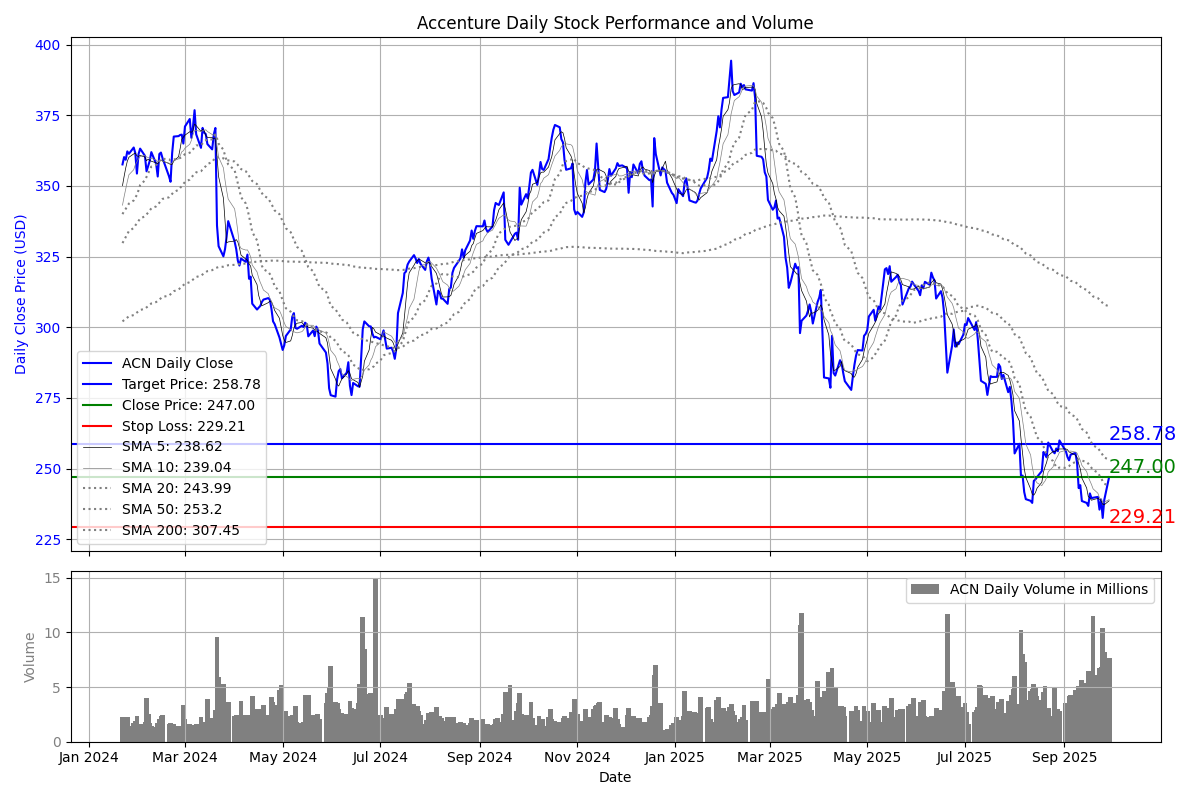 Accenture Daily Stock Performance and Volume
400
375
350
325
300
275
250
225
Daily Close Price (USD)
ACN Daily Close
Target Price: 258.78
Close Price: 247.00
Stop Loss: 229.21
SMA 5: 238.62
SMA 10: 239.04
SMA 20: 243.99
SMA 50: 253.2
SMA 200: 307.45
258.78
247.00
229.21
15
10
5
0
Volume
ACN Daily Volume in Millions
Jan 2024 Mar 2024 May 2024 Jul 2024 Sep 2024 Nov 2024 Jan 2025 Mar 2025 May 2025 Jul 2025 Sep 2025
Date